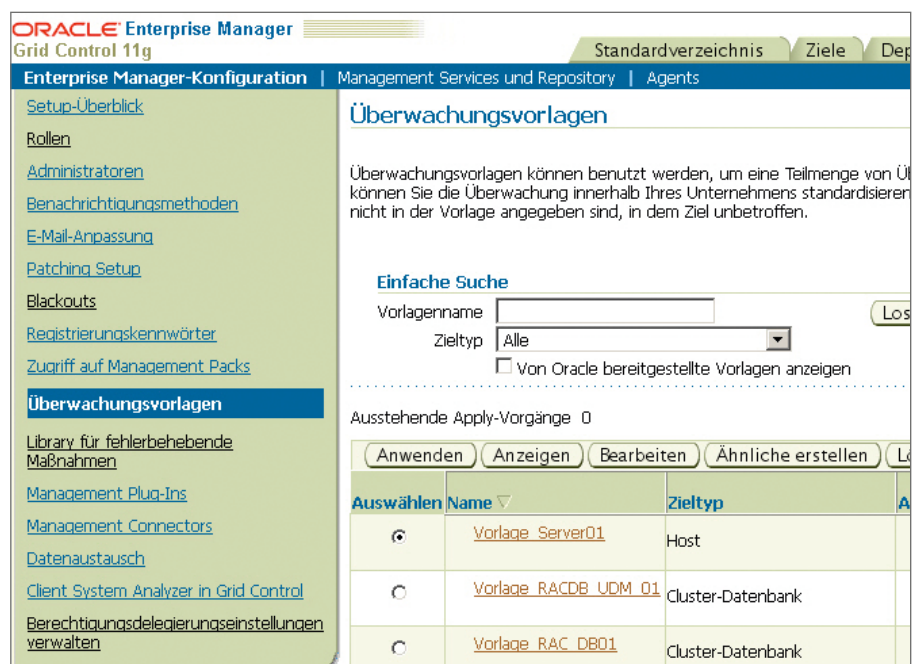 ORACLE Enterprise Manager
Grid Control 11g
Standardverzeichnis Ziele
Enterprise Manager-Konfiguration | Management Services und Repository | Agents
Setup-Überblick
Rollen
Administratoren
Benachrichtigungsmethoden
E-Mail-Anpassung
Patching Setup
Blackouts
Registrierungskennwörter
Zugriff auf Management Packs
Überwachungsvorlagen
Library für fehlerbehebende
Maßnahmen
Management Plug-Ins
Management Connectors
Datenaustausch
Client System Analyzer in Grid Control
Berechtigungsdelegierungseinstellungen
verwalten
Überwachungsvorlagen
Überwachungsvorlagen können benutzt werden, um eine Teilmenge von
können Sie die Überwachung innerhalb Ihres Unternehmens standardisieren
nicht in der Vorlage angegeben sind, in dem Ziel unbetroffen.
Einfache Suche
Vorlagenname
Los
Zieltyp Alle
Von Oracle bereitgestellte Vorlagen anzeigen
Ausstehende Apply-Vorgänge 0
Anwenden Anzeigen Bearbeiten Ähnliche erstellen
Auswählen Name Zieltyp
Vorlage_Server01 Host
Vorlage_RACDB_UDM_01 Cluster-Datenbank
Vorlage_RAC_DB01 Cluster-Datenbank